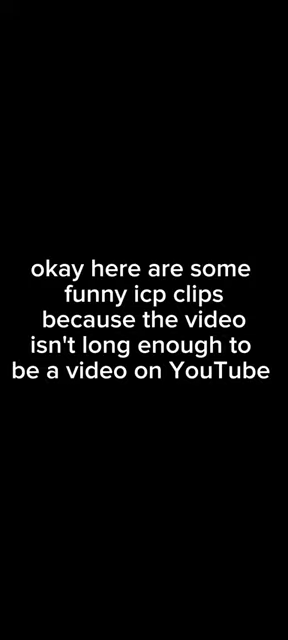 okay here are some
funny icp clips
because the video
isn't long enough to
be a video on YouTube